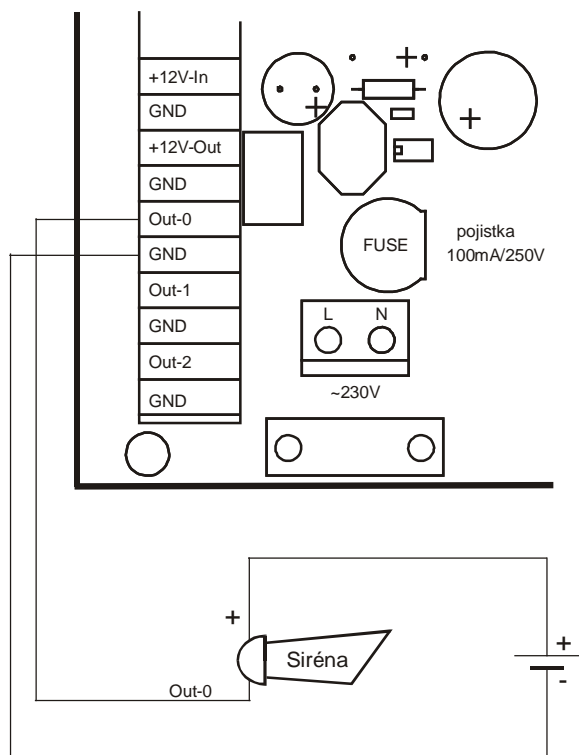 +12V-In
GND
+12V-Out
GND
Out-0
GND
Out-1
GND
Out-2
GND
+
+
+
FUSE
pojistka
100mA/250V
L N
~230V
+
Siréna
Out-0
+
-